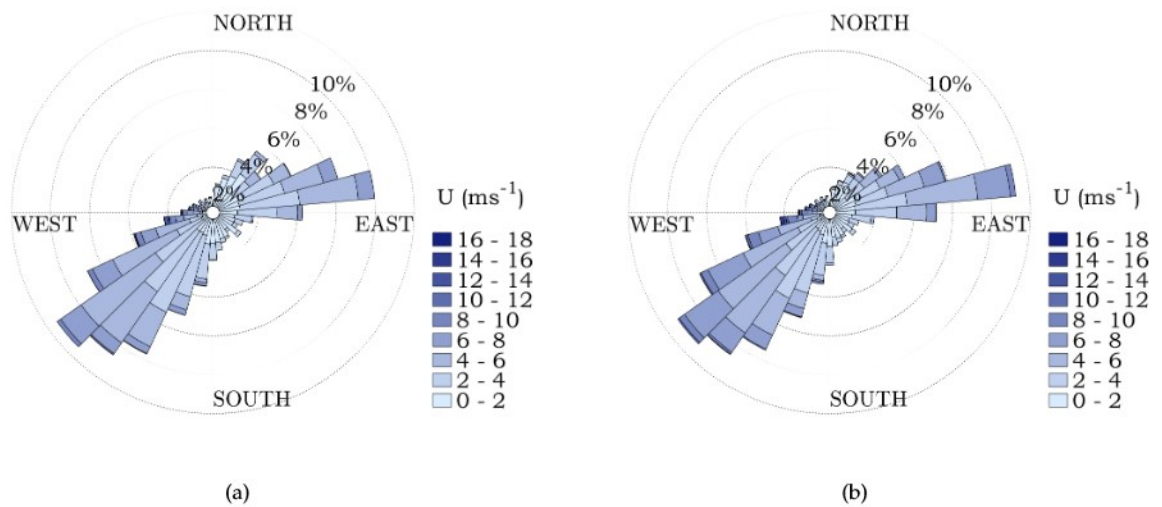 NORTH
10%
8%
6%
4%
2%
WEST
EAST
SOUTH
U (ms⁻¹)
16 - 18
14 - 16
12 - 14
10 - 12
8 - 10
6 - 8
4 - 6
2 - 4
0 - 2
(a)
NORTH
10%
8%
6%
4%
2%
WEST
EAST
SOUTH
U (ms⁻¹)
16 - 18
14 - 16
12 - 14
10 - 12
8 - 10
6 - 8
4 - 6
2 - 4
0 - 2
(b)